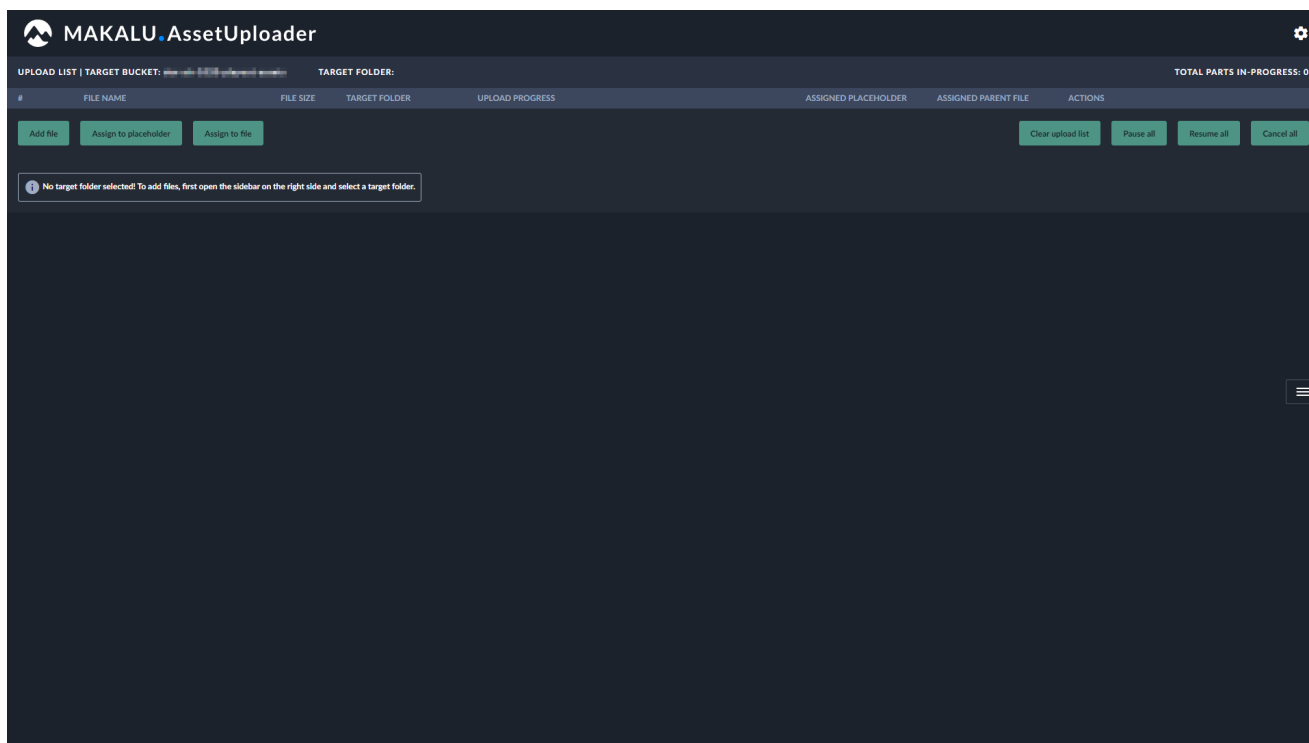 MAKALU.AssetUploader
UPLOAD LIST | TARGET BUCKET: TARGET FOLDER: TOTAL PARTS IN-PROGRESS: 0
# FILE NAME FILE SIZE TARGET FOLDER UPLOAD PROGRESS ASSIGNED PLACEHOLDER ASSIGNED PARENT FILE ACTIONS
Add file Assign to placeholder Assign to file Clear upload list Pause all Resume all Cancel all
No target folder selected! To add files, first open the sidebar on the right side and select a target folder.